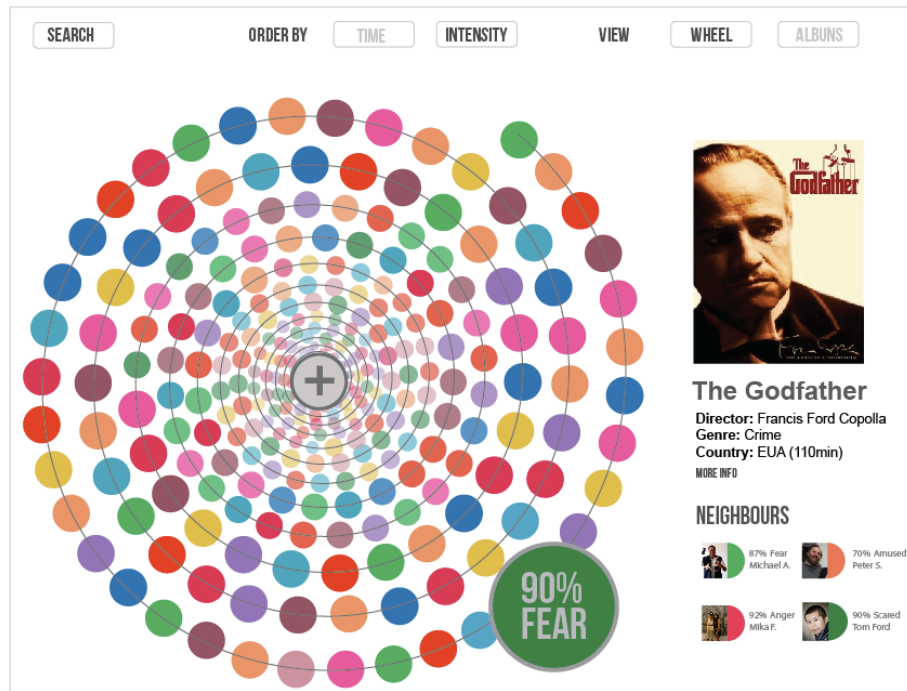 SEARCH
ORDER BY
TIME
INTENSITY
VIEW
WHEEL
ALBUNS
The
Godfather
The Godfather
Director: Francis Ford Copolla
Genre: Crime
Country: EUA (110min)
MORE INFO
NEIGHBOURS
87% Fear
Michael A.
70% Amused
Peter S.
92% Anger
Mika F.
90% Scared
Tom Ford
+
90%
FEAR